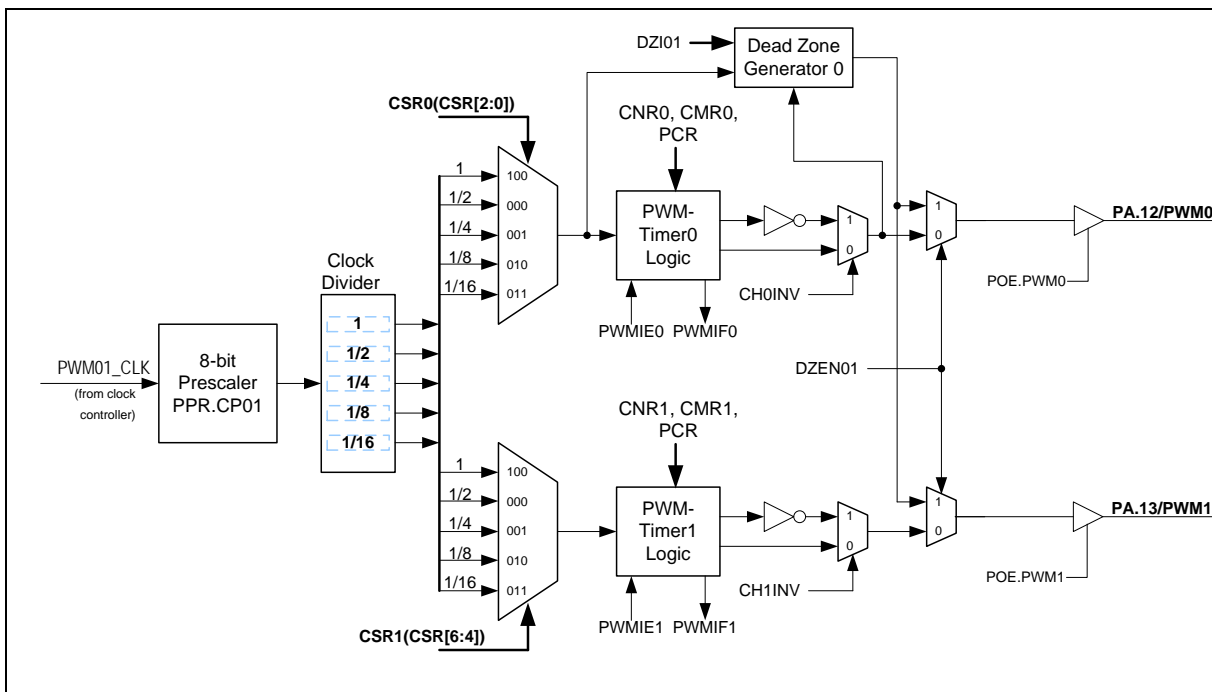 DZI01
Dead Zone
Generator 0
CSR0(CSR[2:0])
CNR0, CMR0,
PCR
1
100
1/2
000
1/4
001
1/8
010
1/16
011
PWM-
Timer0
Logic
1
0
1
0
PA.12/PWM0
POE.PWM0
CH0INV
PWMIE0
PWMIF0
Clock
Divider
1
1/2
1/4
1/8
1/16
PWM01_CLK
(from clock
controller)
8-bit
Prescaler
PPR.CP01
DZEN01
CNR1, CMR1,
PCR
1
100
1/2
000
1/4
001
1/8
010
1/16
011
PWM-
Timer1
Logic
1
0
1
0
PA.13/PWM1
POE.PWM1
CH1INV
PWMIE1
PWMIF1
CSR1(CSR[6:4])